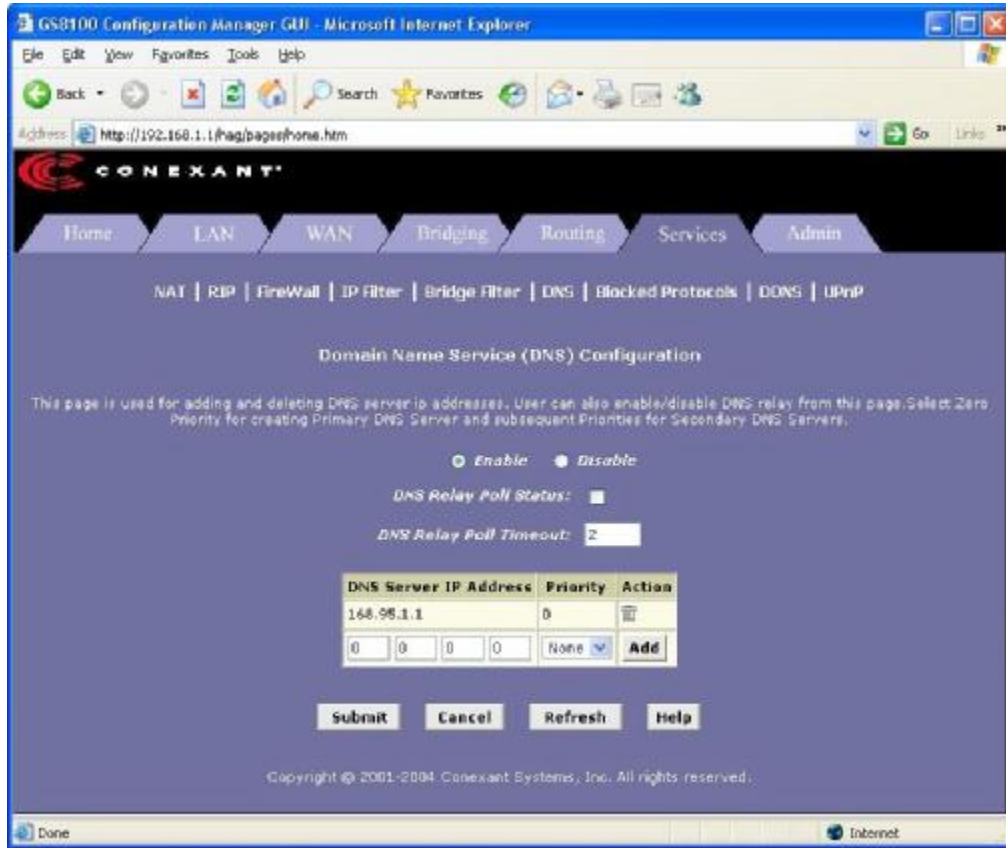 GS8100 Configuration Manager GUI - Microsoft Internet Explorer
File Edit View Favorites Tools Help
Back Search Favorites
Address http://192.168.1.1/hag/pages/home.htm Go Links »
CONEXANT
Home LAN WAN Bridging Routing Services Admin
NAT | RIP | FireWall | IP Filter | Bridge Filter | DNS | Blocked Protocols | DDNS | UPnP
Domain Name Service (DNS) Configuration
This page is used for adding and deleting DNS server ip addresses. User can also enable/disable DNS relay from this page.Select Zero
Priority for creating Primary DNS Server and subsequent Priorities for Secondary DNS Servers.
Enable Disable
DNS Relay Poll Status:
DNS Relay Poll Timeout: 2
DNS Server IP Address Priority Action
168.95.1.1 0
0 0 0 0 None Add
Submit Cancel Refresh Help
Copyright @ 2001-2004 Conexant Systems, Inc. All rights reserved.
Done Internet